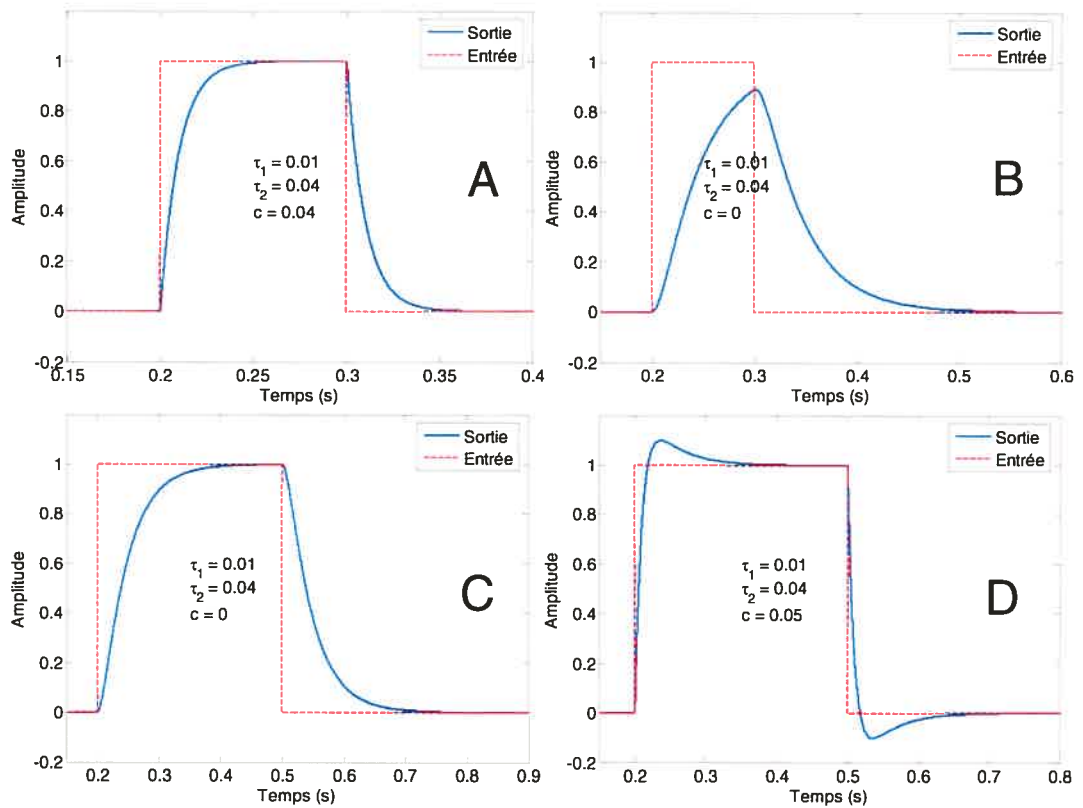 Sortie
Entrée
1
0.8
0.6
0.4
0.2
0
-0.2
Amplitude
τ1 = 0.01
τ2 = 0.04
c = 0.04
A
0.15
0.2
0.25
0.3
0.35
0.4
Temps (s)
Sortie
Entrée
1
0.8
0.6
0.4
0.2
0
-0.2
Amplitude
τ1 = 0.01
τ2 = 0.04
c = 0
B
0.2
0.3
0.4
0.5
0.6
Temps (s)
Sortie
Entrée
1
0.8
0.6
0.4
0.2
0
-0.2
Amplitude
τ1 = 0.01
τ2 = 0.04
c = 0
C
0.2
0.3
0.4
0.5
0.6
0.7
0.8
0.9
Temps (s)
Sortie
Entrée
1
0.8
0.6
0.4
0.2
0
-0.2
Amplitude
τ1 = 0.01
τ2 = 0.04
c = 0.05
D
0.2
0.3
0.4
0.5
0.6
0.7
0.8
Temps (s)